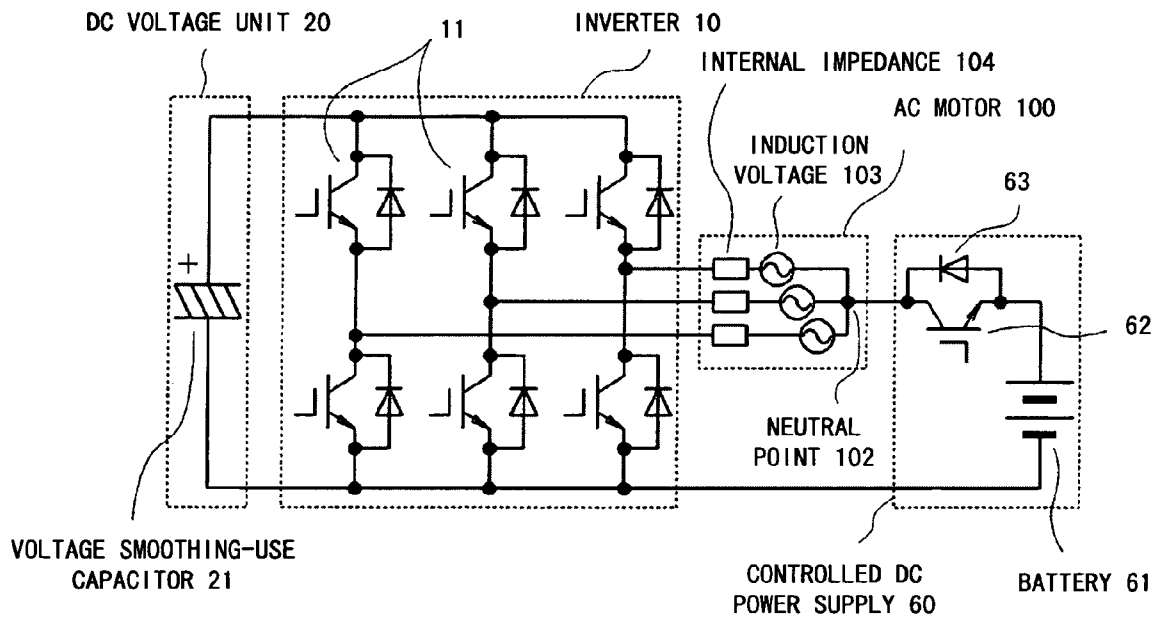 DC VOLTAGE UNIT 20
11
INVERTER 10
INTERNAL IMPEDANCE 104
AC MOTOR 100
INDUCTION
VOLTAGE 103
63
+
62
NEUTRAL
POINT 102
VOLTAGE SMOOTHING-USE
CAPACITOR 21
CONTROLLED DC
POWER SUPPLY 60
BATTERY 61